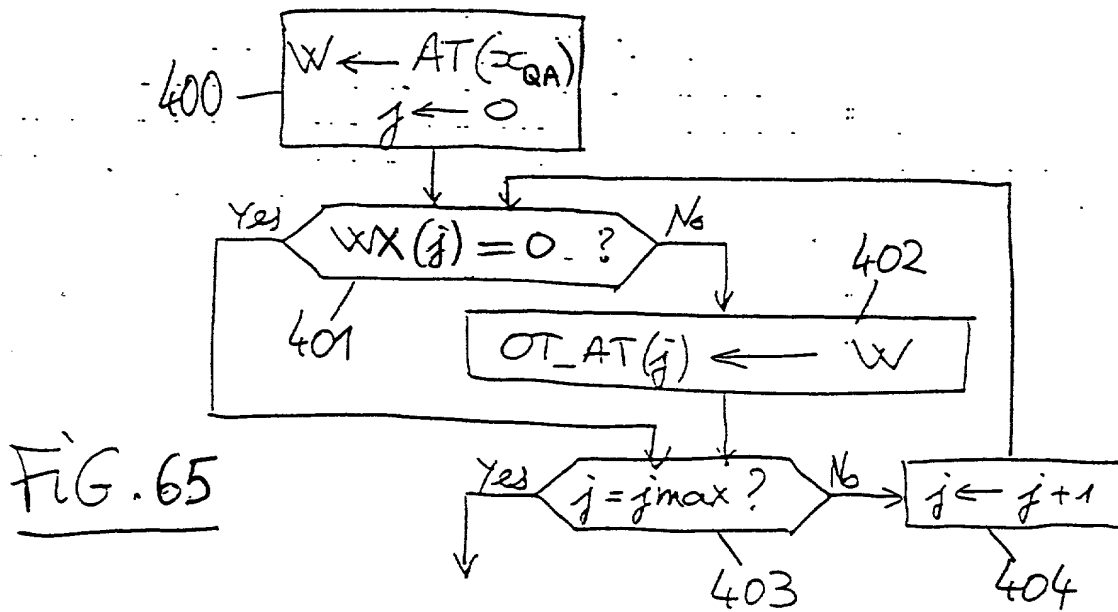 W ← AT(x_QA)
j ← 0
400
Yes
WX(j) = 0 ?
No
401
402
OT_AT(j) ← W
FiG. 65
Yes
j = jmax ?
No
j ← j+1
403
404